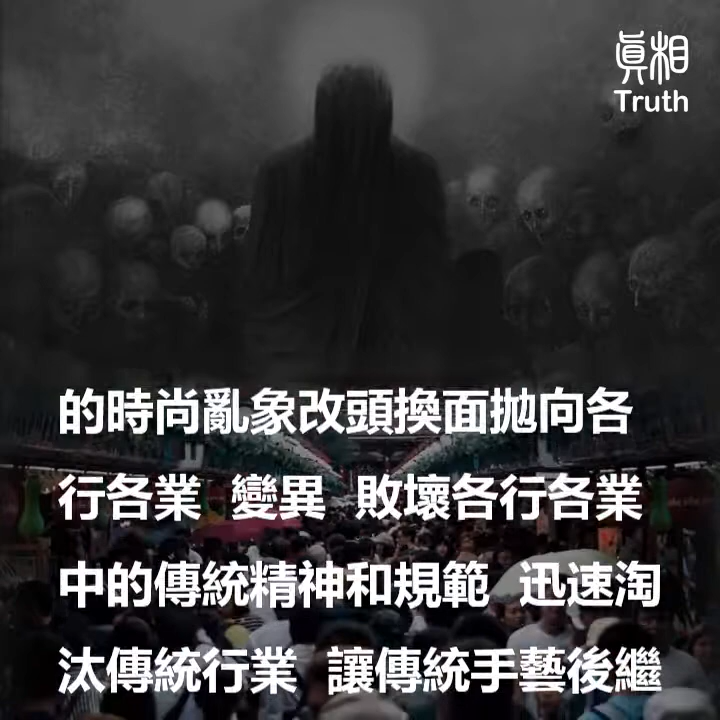 眞相
Truth
的時尚亂象改頭換面拋向各
行各業 變異 敗壞各行各業
中的傳統精神和規範 迅速淘
汰傳統行業 讓傳統手藝後繼